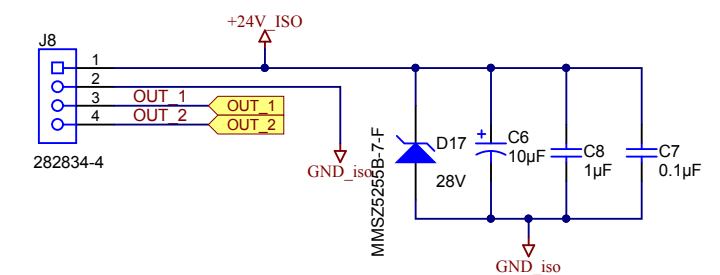 +24V_ISO
J8
1
2
3
4
OUT_1
OUT_2
OUT_1
OUT_2
282834-4
GND_iso
MMSZ5255B-7-F
D17
28V
+
C6
10µF
C8
1µF
C7
0.1µF
GND_iso